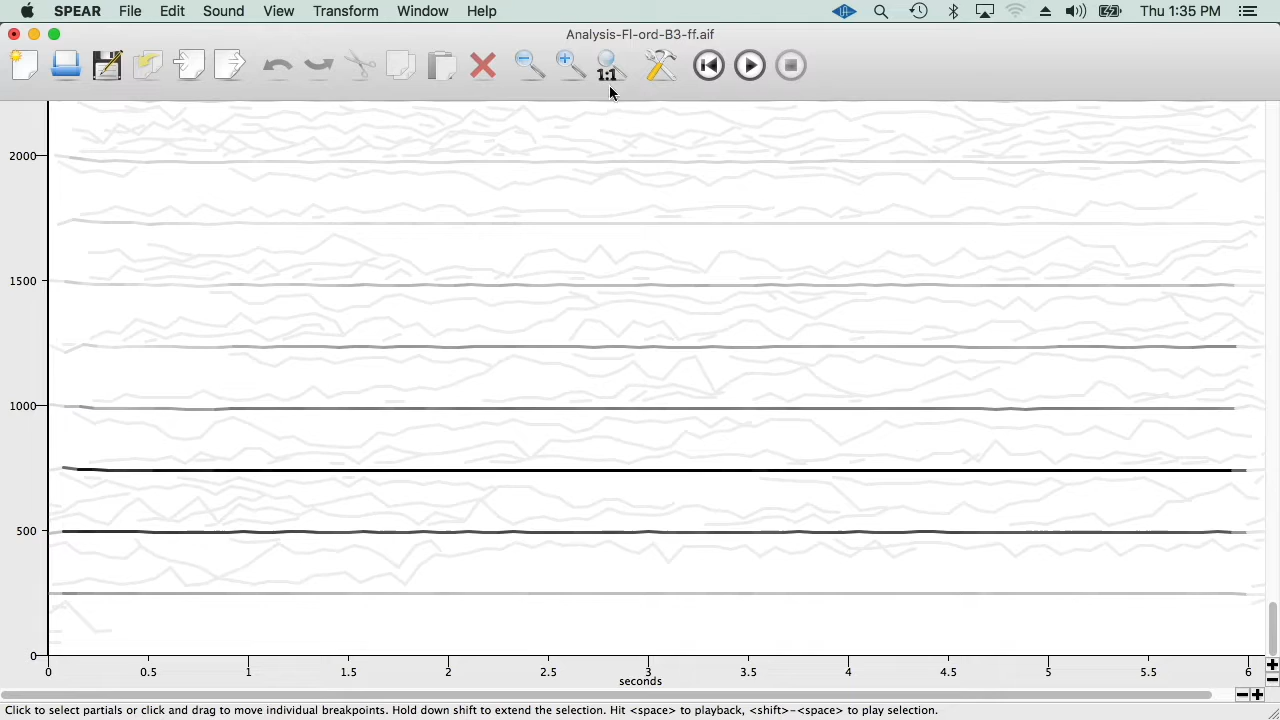 SPEAR File Edit Sound View Transform Window Help Thu 1:35 PM
Analysis-Fl-ord-B3-ff.aif
1:1
2000
1500
1000
500
0
0 0.5 1 1.5 2 2.5 3 3.5 4 4.5 5 5.5 6
seconds
Click to select partials or click and drag to move individual breakpoints. Hold down shift to extend the selection. Hit <space> to playback, <shift>-<space> to play selection.